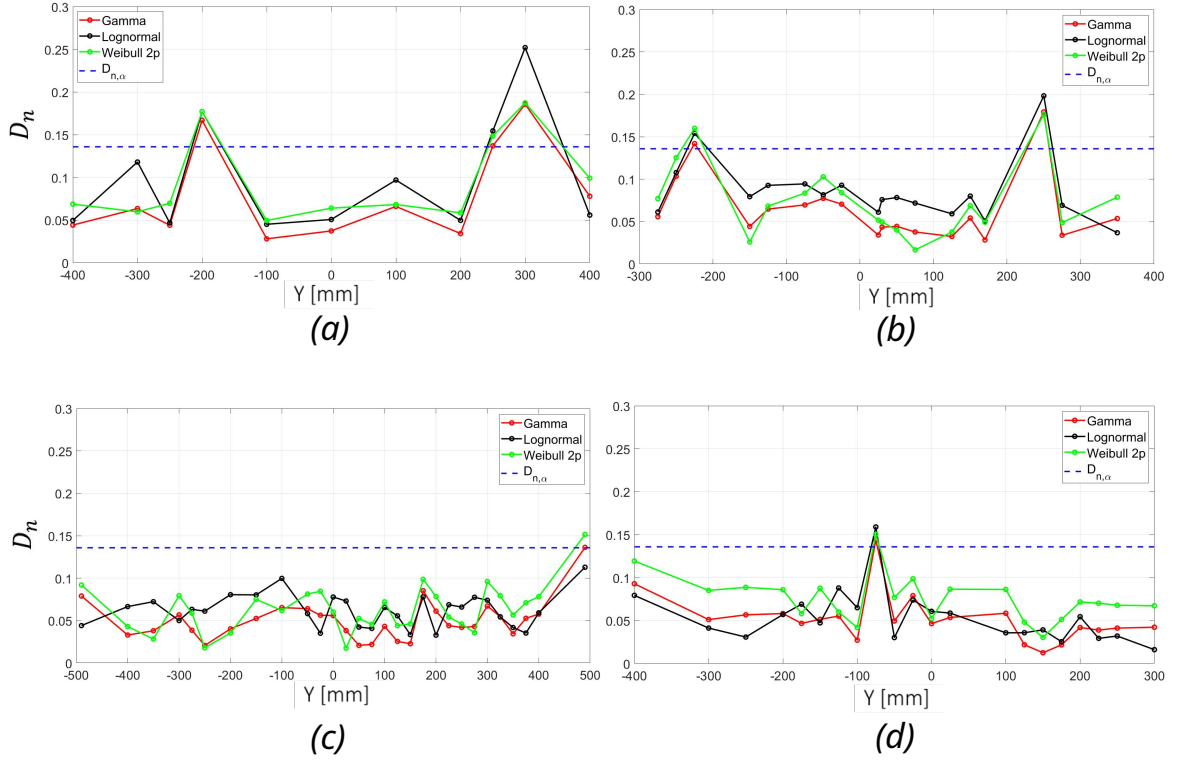 0.3
0.25
0.2
0.15
0.1
0.05
0
-400 -300 -200 -100 0 100 200 300 400
D_n
Y [mm]
Gamma
Lognormal
Weibull 2p
D_{n,α}
(a)
0.3
0.25
0.2
0.15
0.1
0.05
0
-300 -200 -100 0 100 200 300 400
Y [mm]
Gamma
Lognormal
Weibull 2p
D_{n,α}
(b)
0.3
0.25
0.2
0.15
0.1
0.05
0
-500 -400 -300 -200 -100 0 100 200 300 400 500
D_n
Y [mm]
Gamma
Lognormal
Weibull 2p
D_{n,α}
(c)
0.3
0.25
0.2
0.15
0.1
0.05
0
-400 -300 -200 -100 0 100 200 300
Y [mm]
Gamma
Lognormal
Weibull 2p
D_{n,α}
(d)